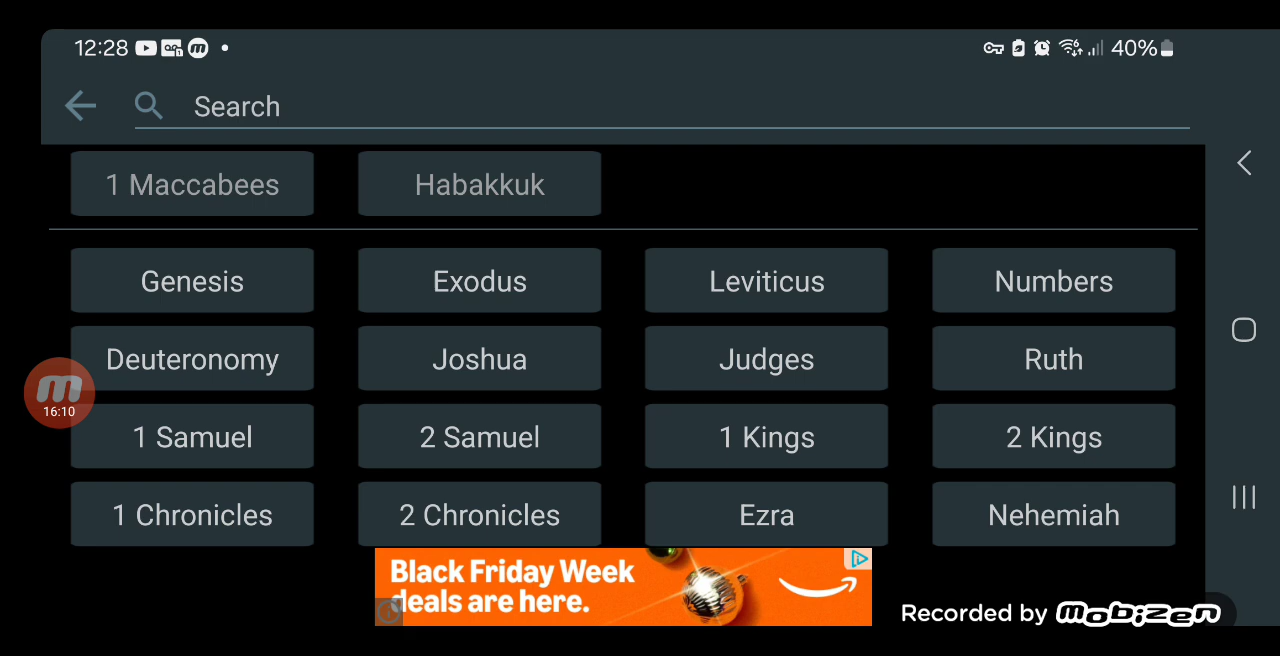 12:28 40%
Search
1 Maccabees Habakkuk
Genesis Exodus Leviticus Numbers
Deuteronomy Joshua Judges Ruth
16:10
1 Samuel 2 Samuel 1 Kings 2 Kings
1 Chronicles 2 Chronicles Ezra Nehemiah
Black Friday Week
deals are here.
Recorded by mobizen